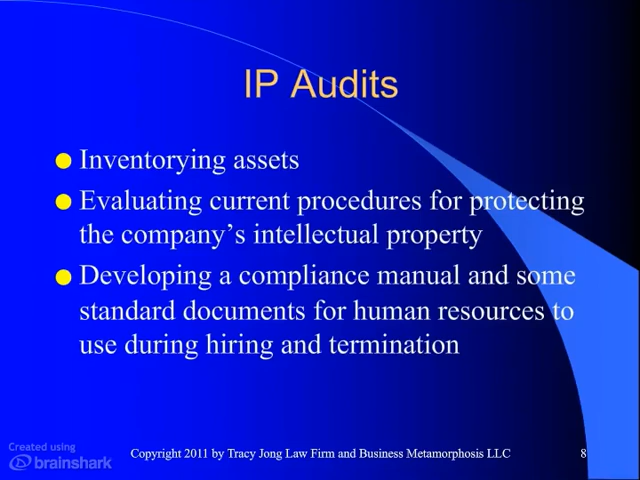 IP Audits
Inventorying assets
Evaluating current procedures for protecting
the company’s intellectual property
Developing a compliance manual and some
standard documents for human resources to
use during hiring and termination
Created using
brainshark
Copyright 2011 by Tracy Jong Law Firm and Business Metamorphosis LLC
8